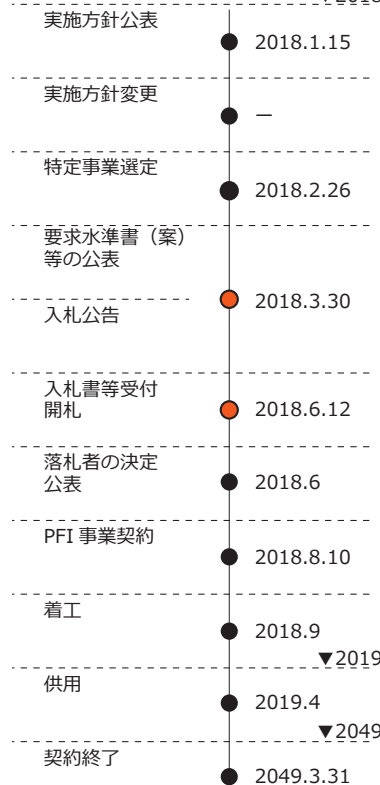 実施方針公表
2018.1.15
実施方針変更
－
特定事業選定
2018.2.26
要求水準書（案）
等の公表
2018.3.30
入札公告
入札書等受付
開札
2018.6.12
落札者の決定
公表
2018.6
PFI 事業契約
2018.8.10
着工
2018.9
▼2019
供用
2019.4
▼2049
契約終了
2049.3.31